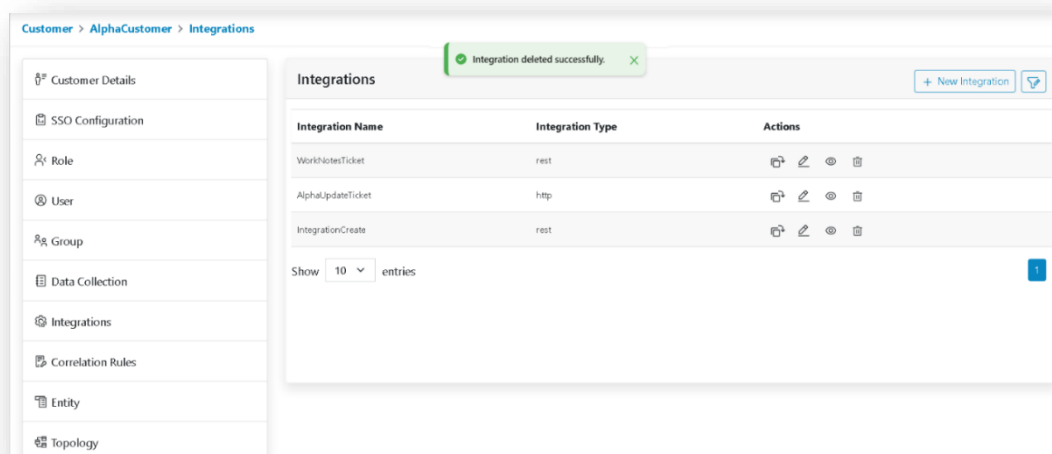 Customer > AlphaCustomer > Integrations
Integration deleted successfully.
Customer Details
SSO Configuration
Role
User
Group
Data Collection
Integrations
Correlation Rules
Entity
Topology
Integrations
+ New Integration
Integration Name Integration Type Actions
WorkNotesTicket rest
AlphaUpdateTicket http
IntegrationCreate rest
Show 10 entries
1